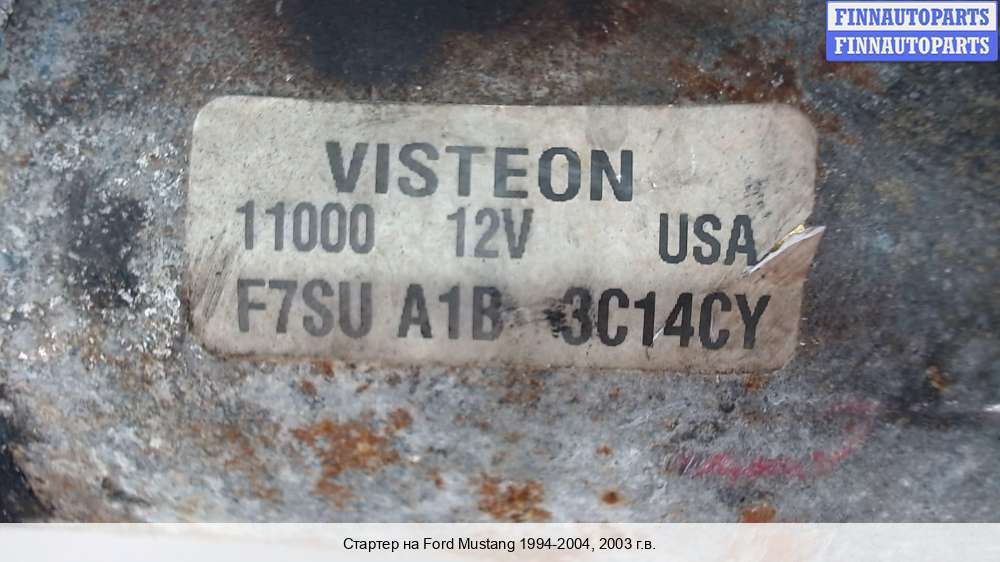 FINNAUTOPARTS
FINNAUTOPARTS
VISTEON
11000 12V USA
F7SU A1B 3C14CY
Стартер на Ford Mustang 1994-2004, 2003 г.в.